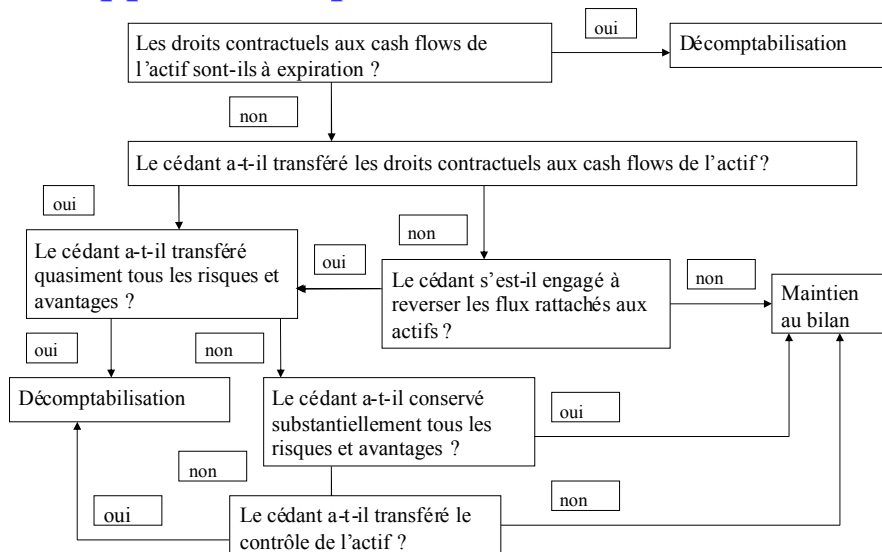 oui
Les droits contractuels aux cash flows de
l'actif sont-ils à expiration ?
Décomptabilisation
non
Le cédant a-t-il transféré les droits contractuels aux cash flows de l'actif ?
oui
non
Le cédant a-t-il transféré
quasiment tous les risques et
avantages ?
oui
Le cédant s'est-il engagé à
reverser les flux rattachés aux
actifs ?
non
Maintien
au bilan
oui
non
Décomptabilisation
Le cédant a-t-il conservé
substantiellement tous les
risques et avantages ?
oui
non
oui
Le cédant a-t-il transféré le
contrôle de l'actif ?
non